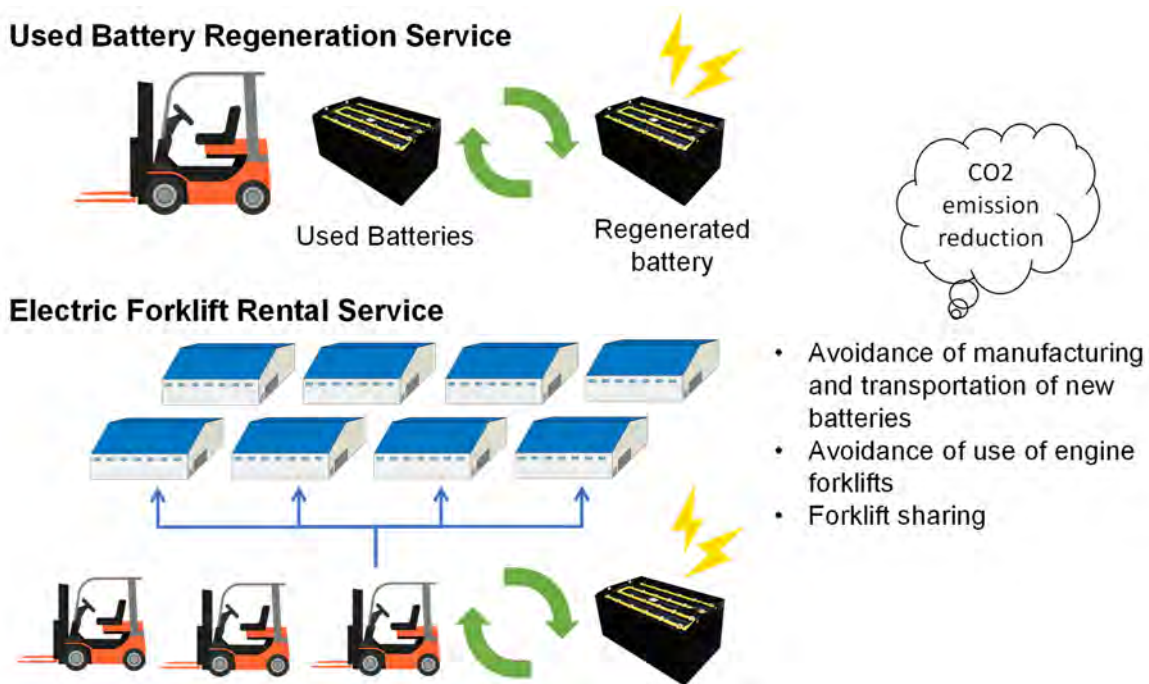 Used Battery Regeneration Service
Used Batteries
Regenerated
battery
CO2
emission
reduction
Electric Forklift Rental Service
• Avoidance of manufacturing
and transportation of new
batteries
• Avoidance of use of engine
forklifts
• Forklift sharing